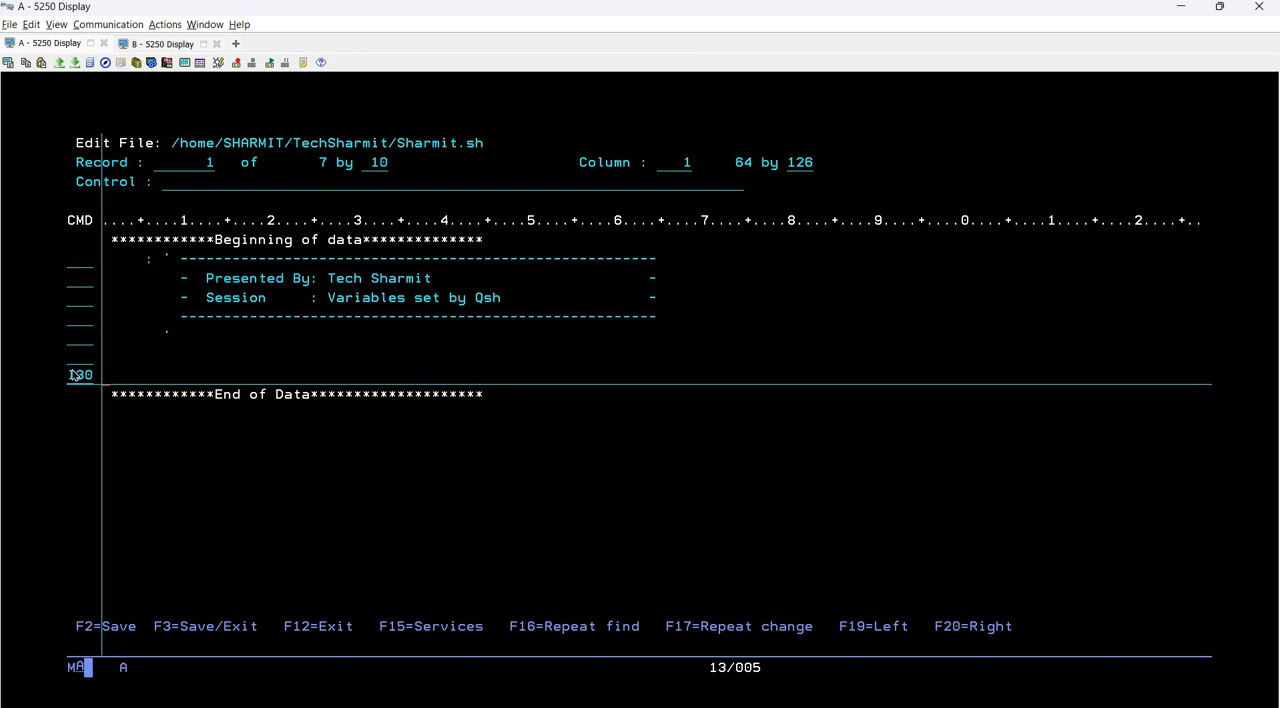 A - 5250 Display
File Edit View Communication Actions Window Help
A - 5250 Display B - 5250 Display
Edit File: /home/SHARMIT/TechSharmit/Sharmit.sh
Record : 1 of 7 by 10 Column : 1 64 by 126
Control :
CMD ....+....1....+....2....+....3....+....4....+....5....+....6....+....7....+....8....+....9....+....0....+....1....+....2....+..
************Beginning of data**************
: ' -------------------------------------------------------
- Presented By: Tech Sharmit -
- Session : Variables set by Qsh -
-------------------------------------------------------
'
I30
************End of Data********************
F2=Save F3=Save/Exit F12=Exit F15=Services F16=Repeat find F17=Repeat change F19=Left F20=Right
MA A 13/005